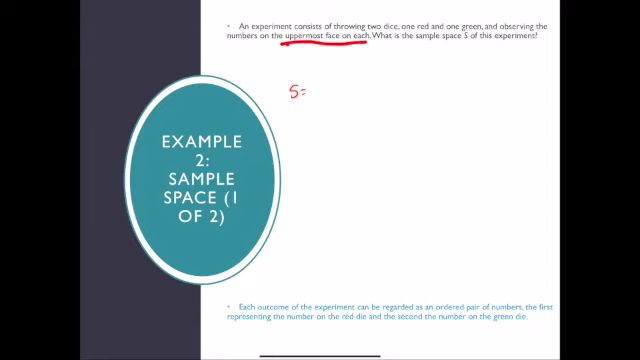 • An experiment consists of throwing two dice, one red and one green, and observing the
numbers on the uppermost face on each. What is the sample space S of this experiment?
S=
EXAMPLE
2:
SAMPLE
SPACE (1
OF 2)
• Each outcome of the experiment can be regarded as an ordered pair of numbers, the first
representing the number on the red die and the second the number on the green die.